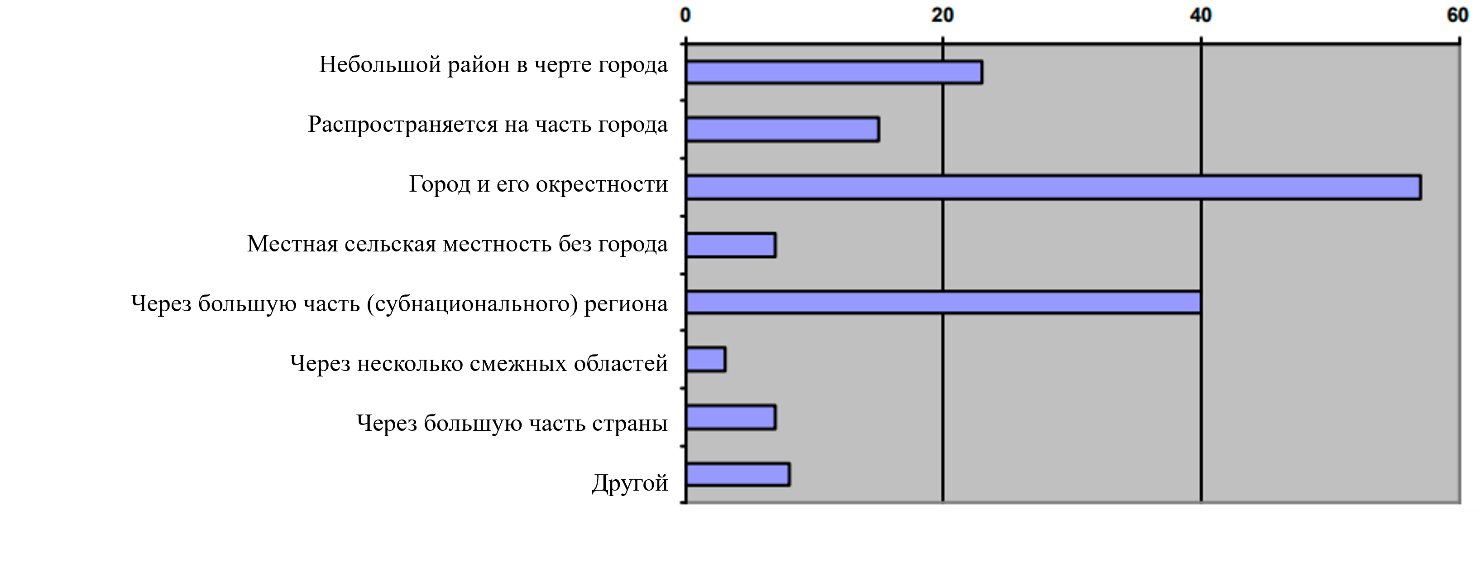 0 20 40 60
Небольшой район в черте города
Распространяется на часть города
Город и его окрестности
Местная сельская местность без города
Через большую часть (субнационального) региона
Через несколько смежных областей
Через большую часть страны
Другой